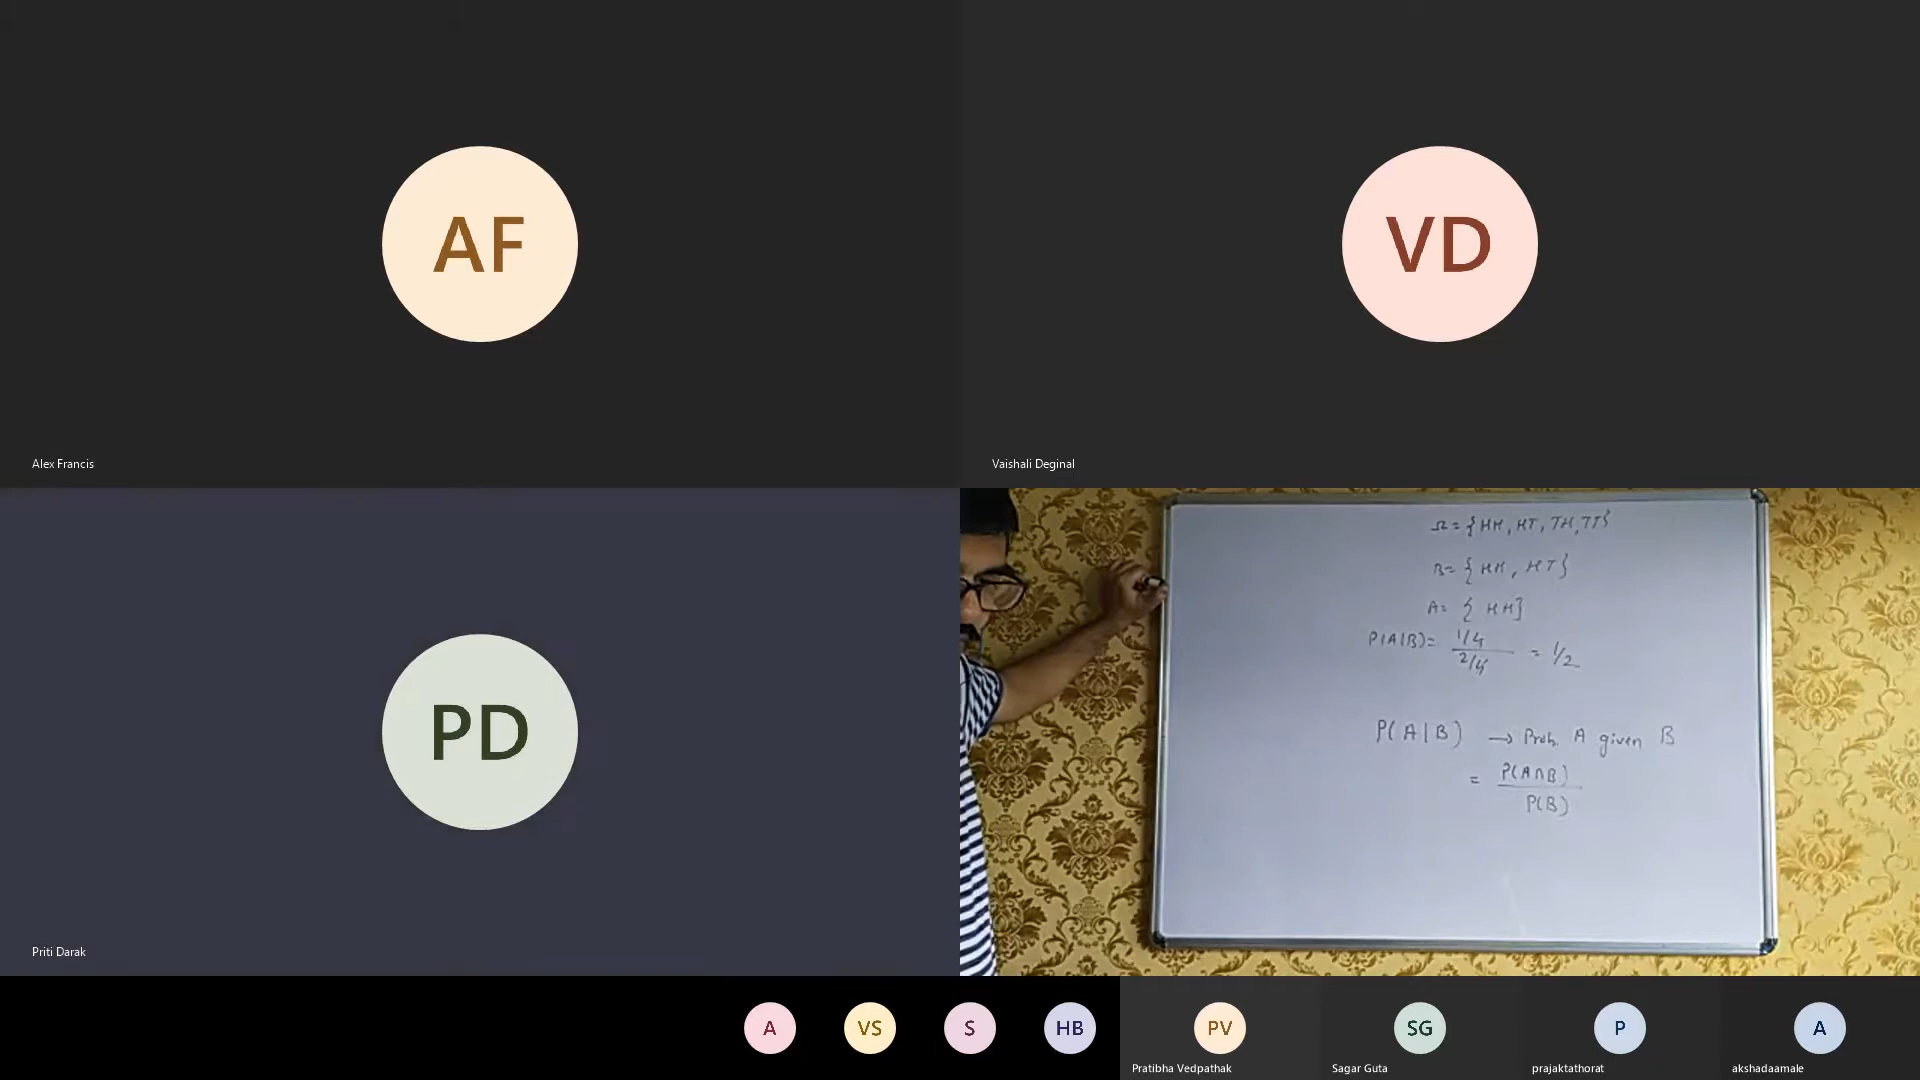 AF
Alex Francis
VD
Vaishali Deginal
PD
Priti Darak
Ω = {HH, HT, TH, TT}
B = {HH, HT}
A = {HH}
P(A|B) = 1/4 / 2/4 = 1/2
P(A|B) → Prob. A given B
= P(A∩B)
P(B)
A
VS
S
HB
PV
Pratibha Vedpathak
SG
Sagar Guta
P
prajaktathorat
A
akshadaamale